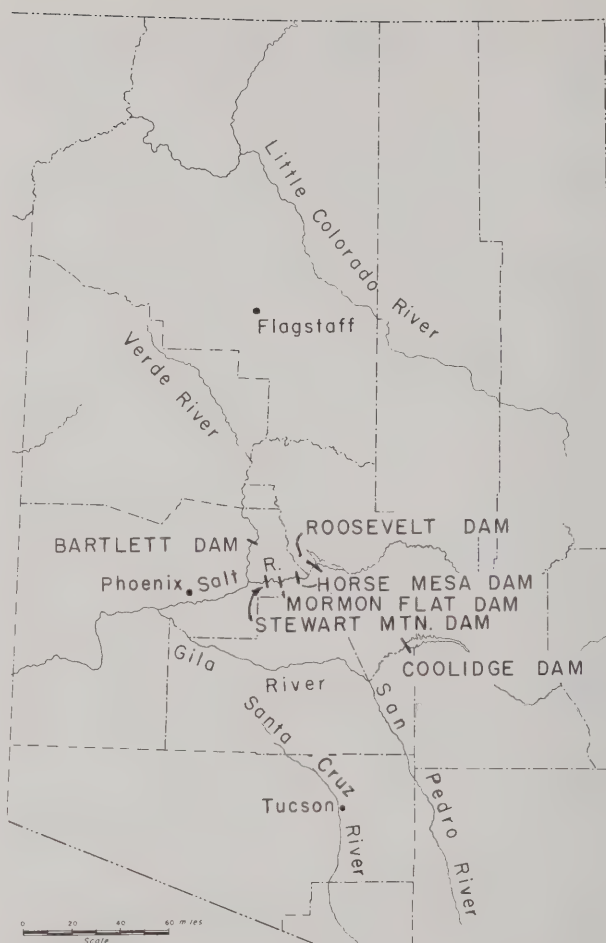 Little Colorado River
Flagstaff
Verde River
ROOSEVELT DAM
BARTLETT DAM
Phoenix
Salt R.
HORSE MESA DAM
MORMON FLAT DAM
STEWART MTN. DAM
COOLIDGE DAM
Gila River
San Pedro River
Santa Cruz River
Tucson
0 20 40 60 miles
Scale